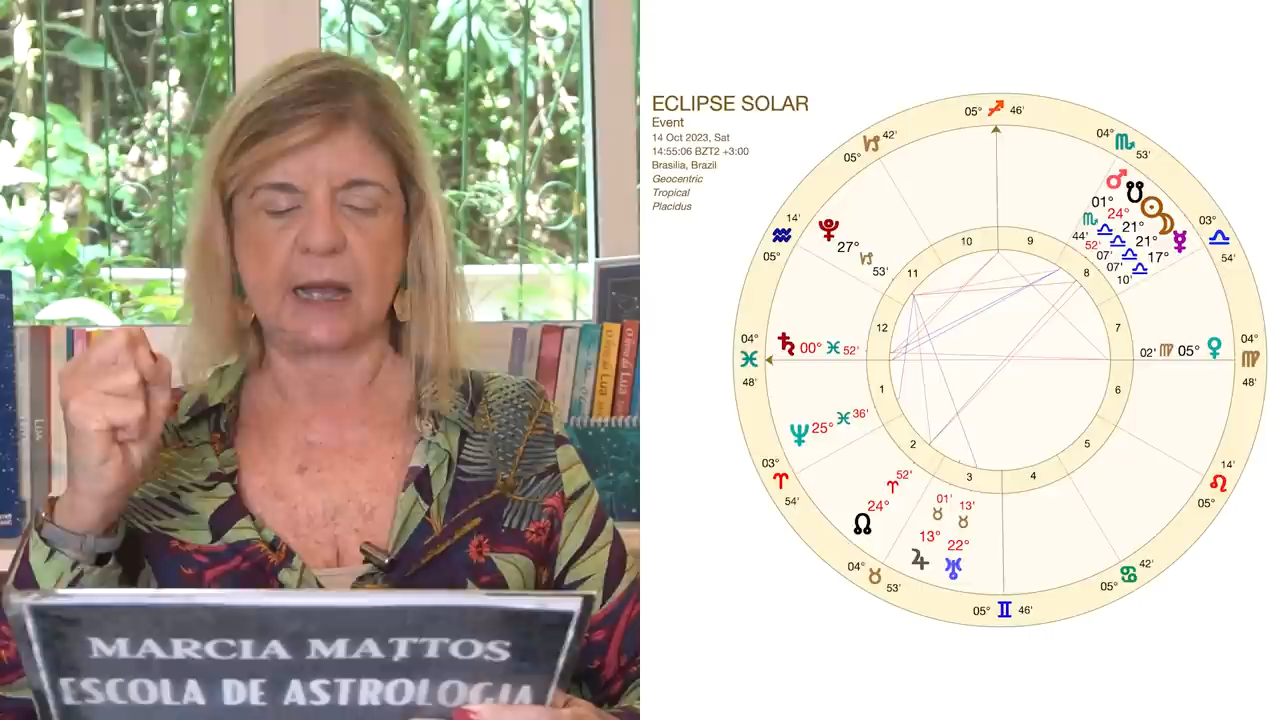 MARCIA MATTOS
ESCOLA DE ASTROLOGIA
ECLIPSE SOLAR
Event
14 Oct 2023, Sat
14:55:06 BZT2 +3:00
Brasilia, Brazil
Geocentric
Tropical
Placidus
05° ♐ 46'
04° ♏ 53'
03° ♎ 54'
04° ♍ 48'
14' ♌ 05°
42' ♋ 05°
05° ♊ 46'
04° ♉ 53'
03° ♈ 54'
04° ♓ 48'
14' ♒ 05°
05° ♑ 42'
♂ 01° ♏ 44'
☋ 24° ♎ 52'
☉ 21° ♎ 07'
☽ 21° ♎ 07'
☿ 17° ♎ 10'
♀ 05° ♍ 02'
♇ 27° ♑ 53'
♄ 00° ♓ 52'
♆ 25° ♓ 36'
☊ 24° ♈ 52'
♃ 13° ♉ 01'
♅ 22° ♉ 13'
1
2
3
4
5
6
7
8
9
10
11
12